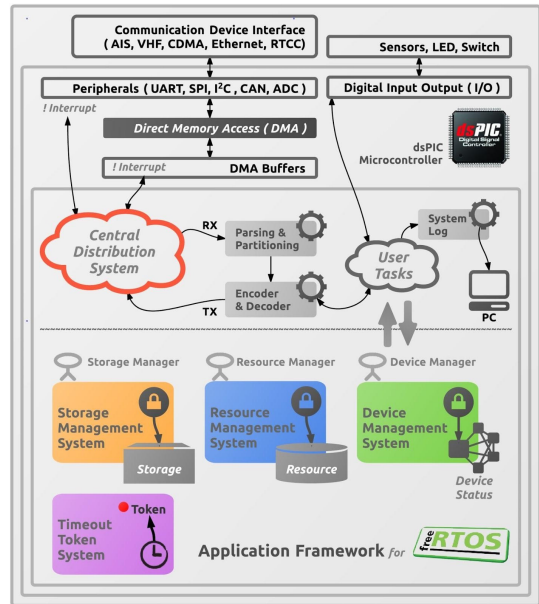 Communication Device Interface
( AIS, VHF, CDMA, Ethernet, RTCC)
Sensors, LED, Switch
Peripherals ( UART, SPI, I²C , CAN, ADC )
Digital Input Output ( I/O )
! Interrupt
Direct Memory Access ( DMA )
! Interrupt
DMA Buffers
dsPIC
Digital Signal
Controller
dsPIC
Microcontroller
Central
Distribution
System
RX
Parsing &
Partitioning
System
Log
User
Tasks
Encoder
& Decoder
TX
PC
Storage Manager
Resource Manager
Device Manager
Storage
Management
System
Storage
Resource
Management
System
Resource
Device
Management
System
Device
Status
Token
Timeout
Token
System
Application Framework for
free RTOS